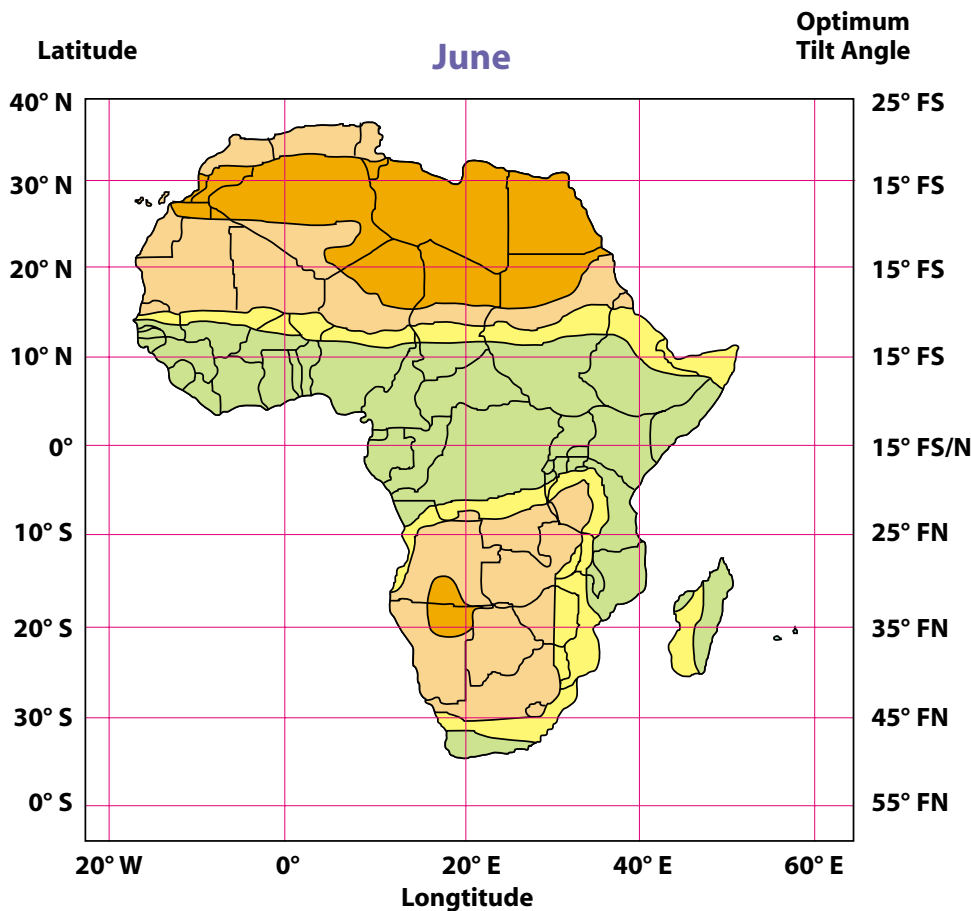 Optimum
Latitude June Tilt Angle
40° N 25° FS
30° N 15° FS
20° N 15° FS
10° N 15° FS
0° 15° FS/N
10° S 25° FN
20° S 35° FN
30° S 45° FN
0° S 55° FN
20° W 0° 20° E 40° E 60° E
Longtitude